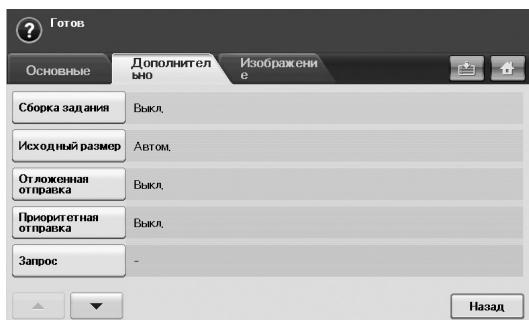 Готов
Основные
Дополнител
ьно
Изображени
е
Сборка задания
Выкл.
Исходный размер
Автом.
Отложенная
отправка
Выкл.
Приоритетная
отправка
Выкл.
Запрос
-
Назад